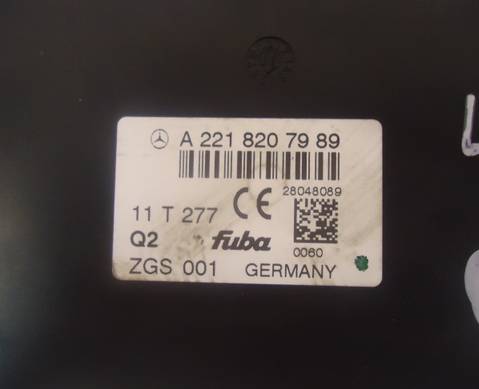 A 221 820 79 89
28048089
11 T 277 CE
Q2 fuba 0060
ZGS 001 GERMANY